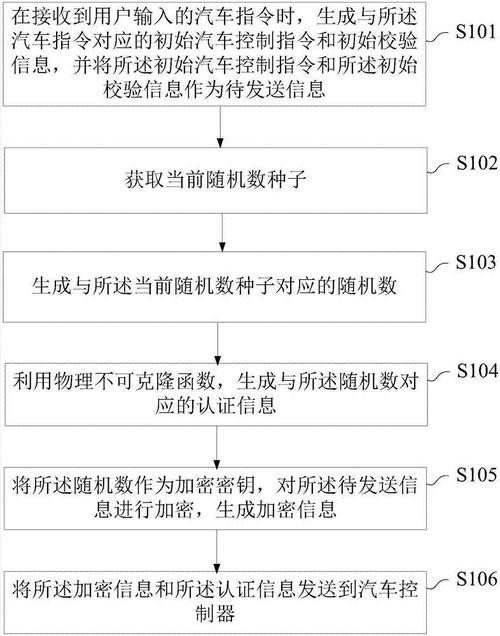 在接收到用户输入的汽车指令时，生成与所述
汽车指令对应的初始汽车控制指令和初始校验
信息，并将所述初始汽车控制指令和所述初始
校验信息作为待发送信息
S101
获取当前随机数种子
S102
生成与所述当前随机数种子对应的随机数
S103
利用物理不可克隆函数，生成与所述随机数对
应的认证信息
S104
将所述随机数作为加密密钥，对所述待发送信
息进行加密，生成加密信息
S105
将所述加密信息和所述认证信息发送到汽车控
制器
S106